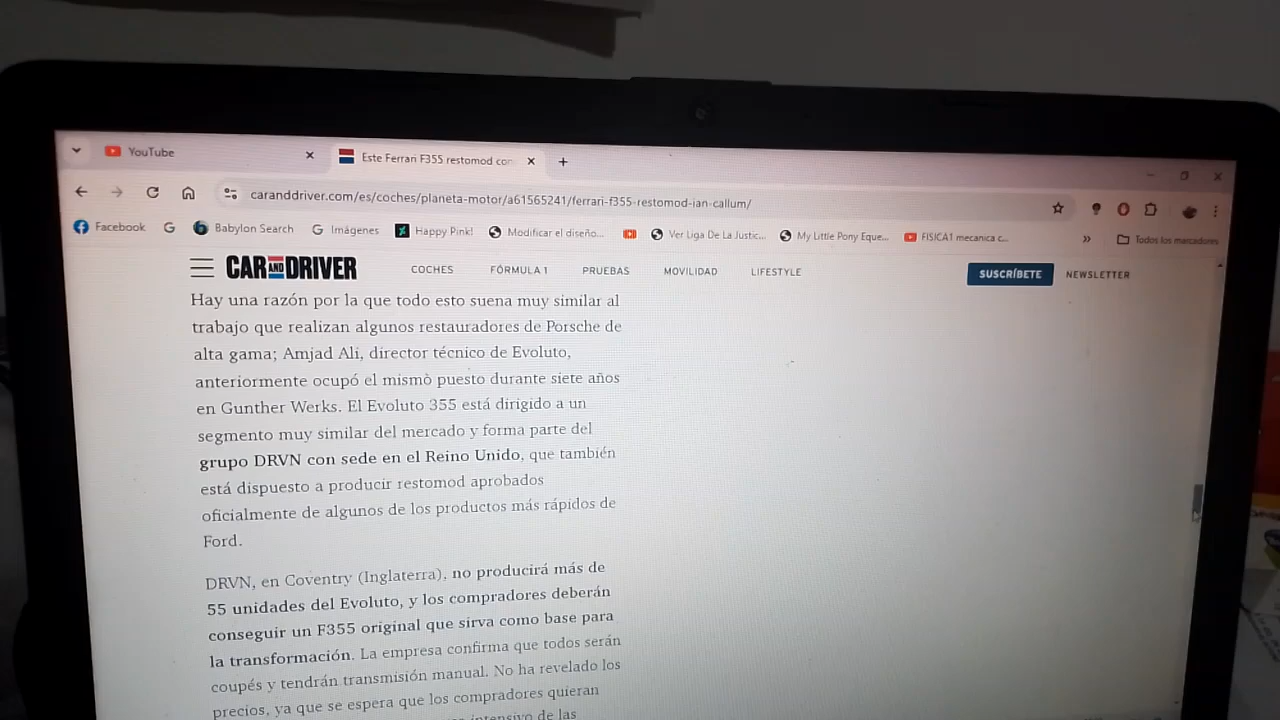 YouTube
Este Ferrari F355 restomod con
caranddriver.com/es/coches/planeta-motor/a61565241/ferrari-f355-restomod-ian-callum/
Facebook
Babylon Search
Imágenes
Happy Pink!
Modificar el diseño...
Ver Liga De La Justic...
My Little Pony Eque...
FISICA1 mecanica c...
Todos los marcadores
CAR AND DRIVER
COCHES
FÓRMULA 1
PRUEBAS
MOVILIDAD
LIFESTYLE
SUSCRÍBETE
NEWSLETTER
Hay una razón por la que todo esto suena muy similar al
trabajo que realizan algunos restauradores de Porsche de
alta gama; Amjad Ali, director técnico de Evoluto,
anteriormente ocupó el mismo puesto durante siete años
en Gunther Werks. El Evoluto 355 está dirigido a un
segmento muy similar del mercado y forma parte del
grupo DRVN con sede en el Reino Unido, que también
está dispuesto a producir restomod aprobados
oficialmente de algunos de los productos más rápidos de
Ford.
DRVN, en Coventry (Inglaterra), no producirá más de
55 unidades del Evoluto, y los compradores deberán
conseguir un F355 original que sirva como base para
la transformación. La empresa confirma que todos serán
coupés y tendrán transmisión manual. No ha revelado los
precios, ya que se espera que los compradores quieran
intensivo de las